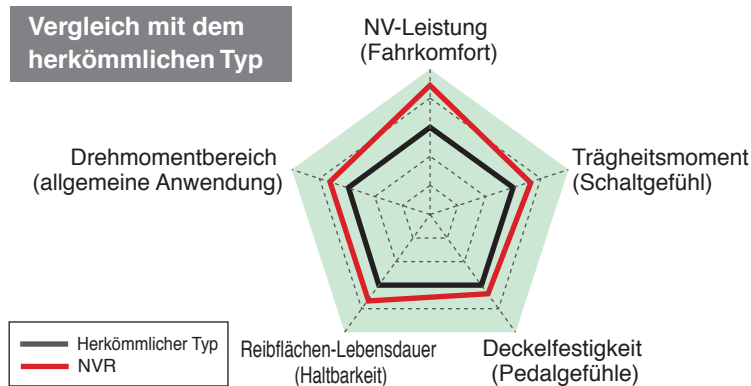 Vergleich mit dem
herkömmlichen Typ
NV-Leistung
(Fahrkomfort)
Drehmomentbereich
(allgemeine Anwendung)
Trägheitsmoment
(Schaltgefühl)
Reibflächen-Lebensdauer
(Haltbarkeit)
Deckelfestigkeit
(Pedalgefühle)
Herkömmlicher Typ
NVR